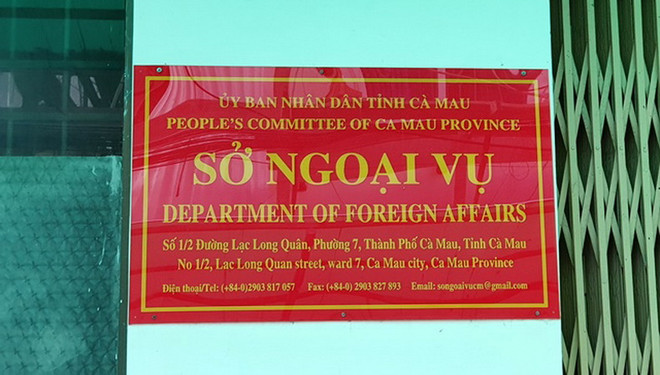 ỦY BAN NHÂN DÂN TỈNH CÀ MAU
PEOPLE'S COMMITTEE OF CA MAU PROVINCE
SỞ NGOẠI VỤ
DEPARTMENT OF FOREIGN AFFAIRS
Số 1/2 Đường Lạc Long Quân, Phường 7, Thành Phố Cà Mau, Tỉnh Cà Mau
No 1/2, Lac Long Quan street, ward 7, Ca Mau city, Ca Mau Province
Điện thoại/Tel: (+84-0)2903 817 057 Fax: (+84-0) 2903 827 893 Email: songoaivucm@gmail.com